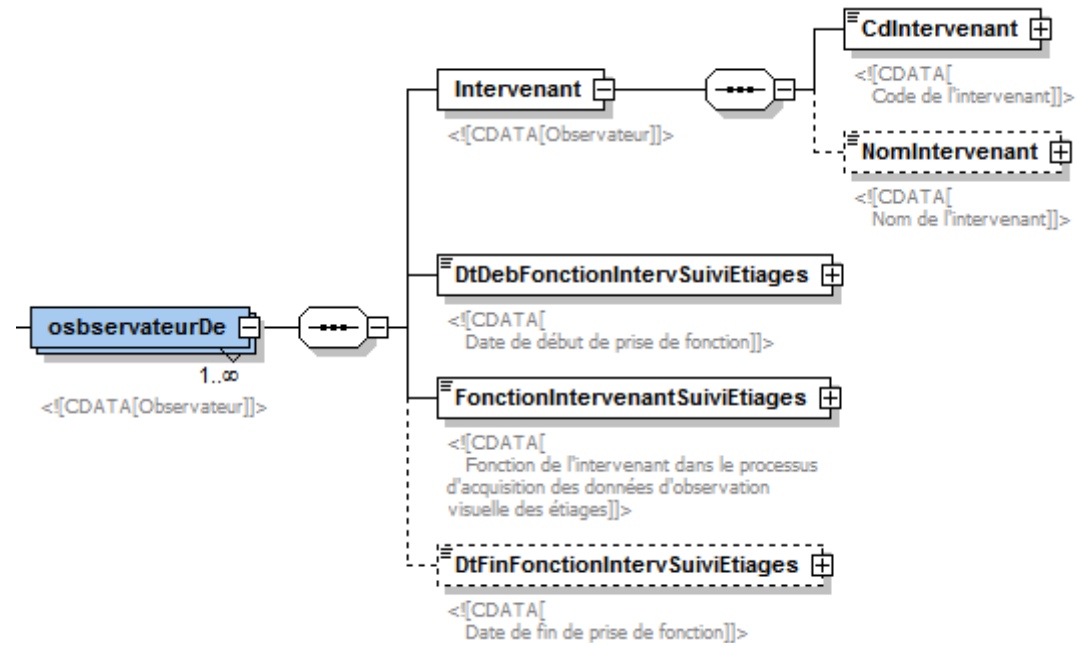 CdIntervenant
<![CDATA[
Code de l'intervenant]]>
Intervenant
<![CDATA[Observateur]]>
NomIntervenant
<![CDATA[
Nom de l'intervenant]]>
DtDebFonctionIntervSuiviEtiages
<![CDATA[
Date de début de prise de fonction]]>
osbservateurDe
1..∞
<![CDATA[Observateur]]>
FonctionIntervenantSuiviEtiages
<![CDATA[
Fonction de l'intervenant dans le processus
d'acquisition des données d'observation
visuelle des étiages]]>
DtFinFonctionIntervSuiviEtiages
<![CDATA[
Date de fin de prise de fonction]]>